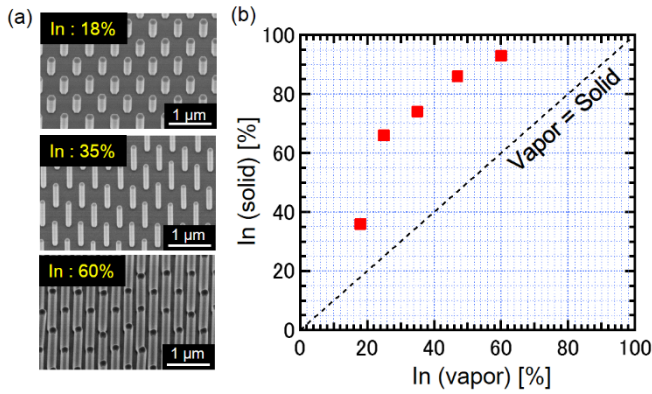 (a)
In : 18%
1 µm
In : 35%
1 µm
In : 60%
1 µm
(b)
100
80
60
40
20
0
In (solid) [%]
Vapor = Solid
0 20 40 60 80 100
In (vapor) [%]